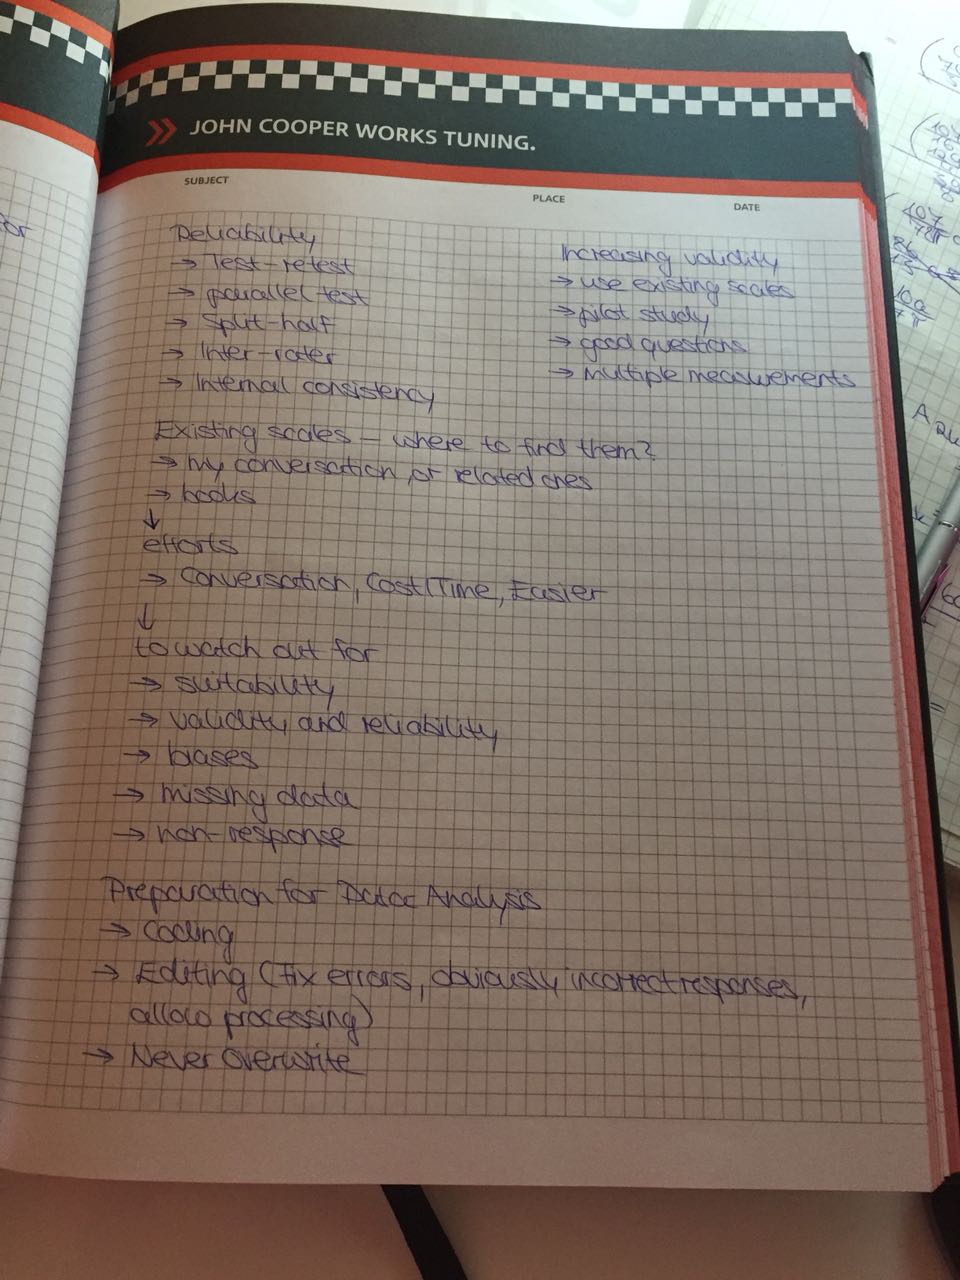 JOHN COOPER WORKS TUNING.
SUBJECT
PLACE
DATE
Reliability
→ Test-retest
→ parallel test
→ Split-half
→ Inter-rater
→ Internal consistency
Increasing validity
→ use existing scales
→ pilot study
→ good questions
→ multiple measurements
Existing scales - where to find them?
→ my conversation, or related ones
→ books
↓
efforts
→ Conversation, Cost/Time, Easier
↓
to watch out for
→ suitability
→ validity and reliability
→ biases
→ missing data
→ non-response
Preparation for Data Analysis
→ Coding
→ Editing (Fix errors, obviously incorrect responses,
allow processing)
→ Never Overwrite